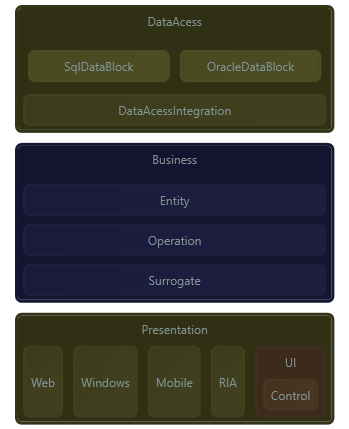 DataAcess
SqlDataBlock OracleDataBlock
DataAcessIntegration
Business
Entity
Operation
Surrogate
Presentation
Web Windows Mobile RIA UI
Control